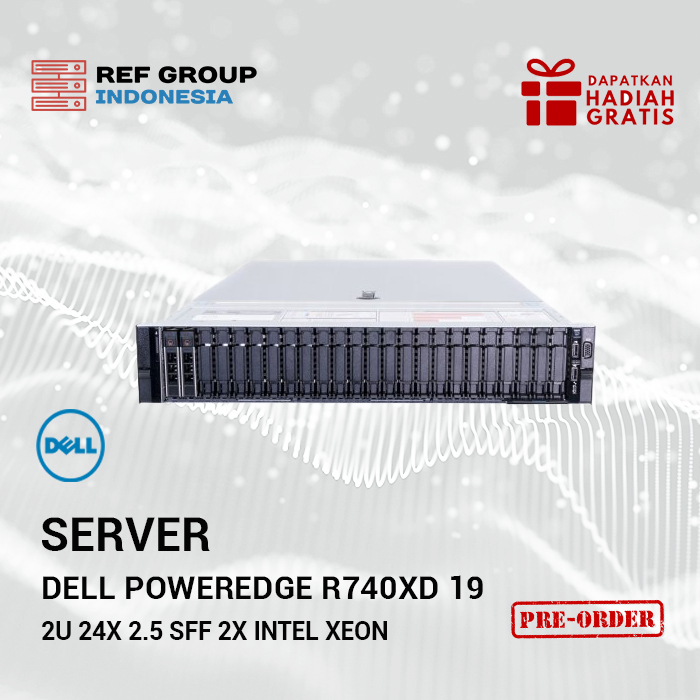 REF GROUP
INDONESIA
DAPATKAN
HADIAH
GRATIS
DELL
SERVER
DELL POWEREDGE R740XD 19
2U 24X 2.5 SFF 2X INTEL XEON
PRE-ORDER